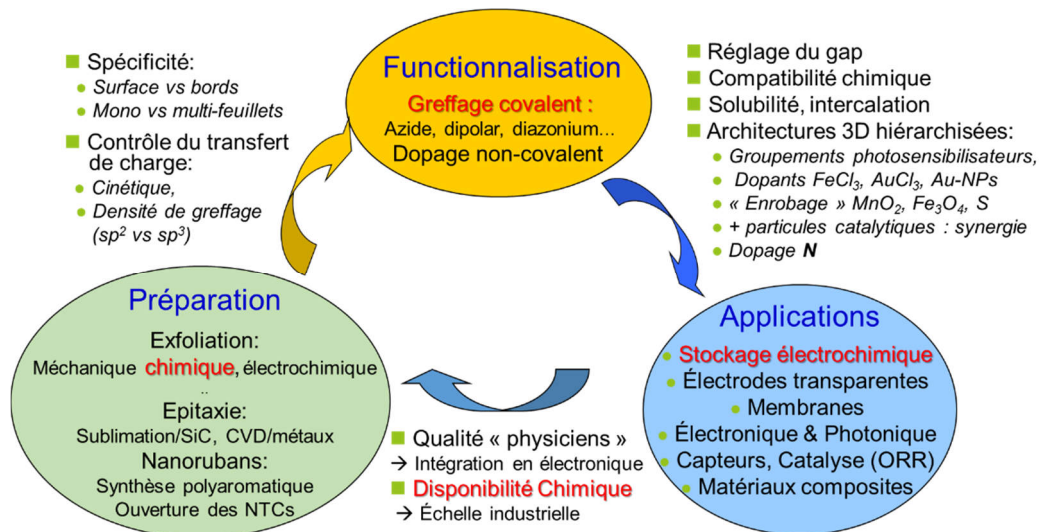 Functionnalisation
Greffage covalent :
Azide, dipolar, diazonium...
Dopage non-covalent
Spécificité:
Surface vs bords
Mono vs multi-feuillets
Contrôle du transfert
de charge:
Cinétique,
Densité de greffage
(sp² vs sp³)
Réglage du gap
Compatibilité chimique
Solubilité, intercalation
Architectures 3D hiérarchisées:
Groupements photosensibilisateurs,
Dopants FeCl₃, AuCl₃, Au-NPs
« Enrobage » MnO₂, Fe₃O₄, S
+ particules catalytiques : synergie
Dopage N
Préparation
Exfoliation:
Méchanique chimique, électrochimique
..
Epitaxie:
Sublimation/SiC, CVD/métaux
Nanorubans:
Synthèse polyaromatique
Ouverture des NTCs
Qualité « physiciens »
→ Intégration en électronique
Disponibilité Chimique
→ Échelle industrielle
Applications
Stockage électrochimique
Électrodes transparentes
Membranes
Électronique & Photonique
Capteurs, Catalyse (ORR)
Matériaux composites